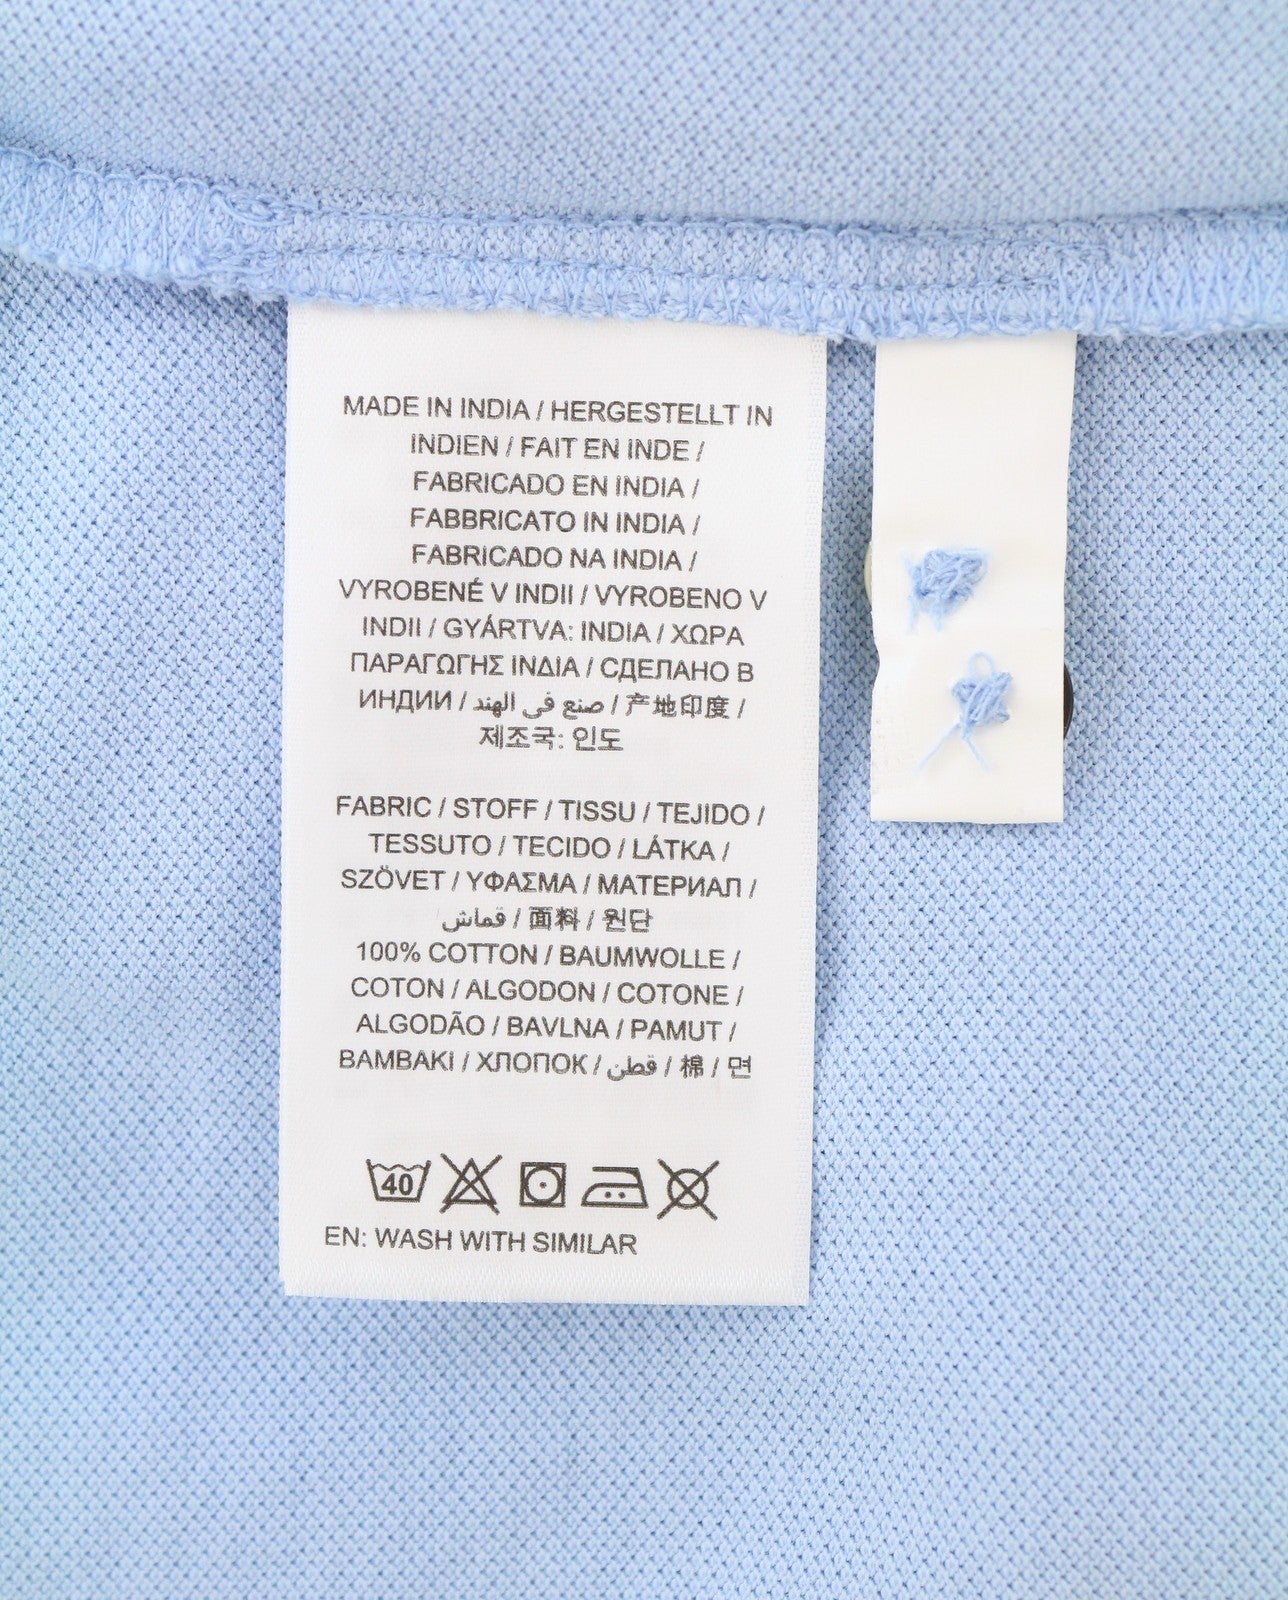 MADE IN INDIA / HERGESTELLT IN
INDIEN / FAIT EN INDE /
FABRICADO EN INDIA /
FABBRICATO IN INDIA /
FABRICADO NA INDIA /
VYROBENÉ V INDII / VYROBENO V
INDII / GYÁRTVA: INDIA / ΧΩΡΑ
ΠΑΡΑΓΩΓΗΣ ΙΝΔΙΑ / СДЕЛАНО В
ИНДИИ / صنع في الهند / 产地印度 /
제조국: 인도
FABRIC / STOFF / TISSU / TEJIDO /
TESSUTO / TECIDO / LÁTKA /
SZÖVET / ΥΦΑΣΜΑ / МАТЕРИАЛ /
قماش / 面料 / 원단
100% COTTON / BAUMWOLLE /
COTON / ALGODON / COTONE /
ALGODÃO / BAVLNA / PAMUT /
BAMBAKI / ХЛОПОК / قطن / 棉 / 면
40
EN: WASH WITH SIMILAR